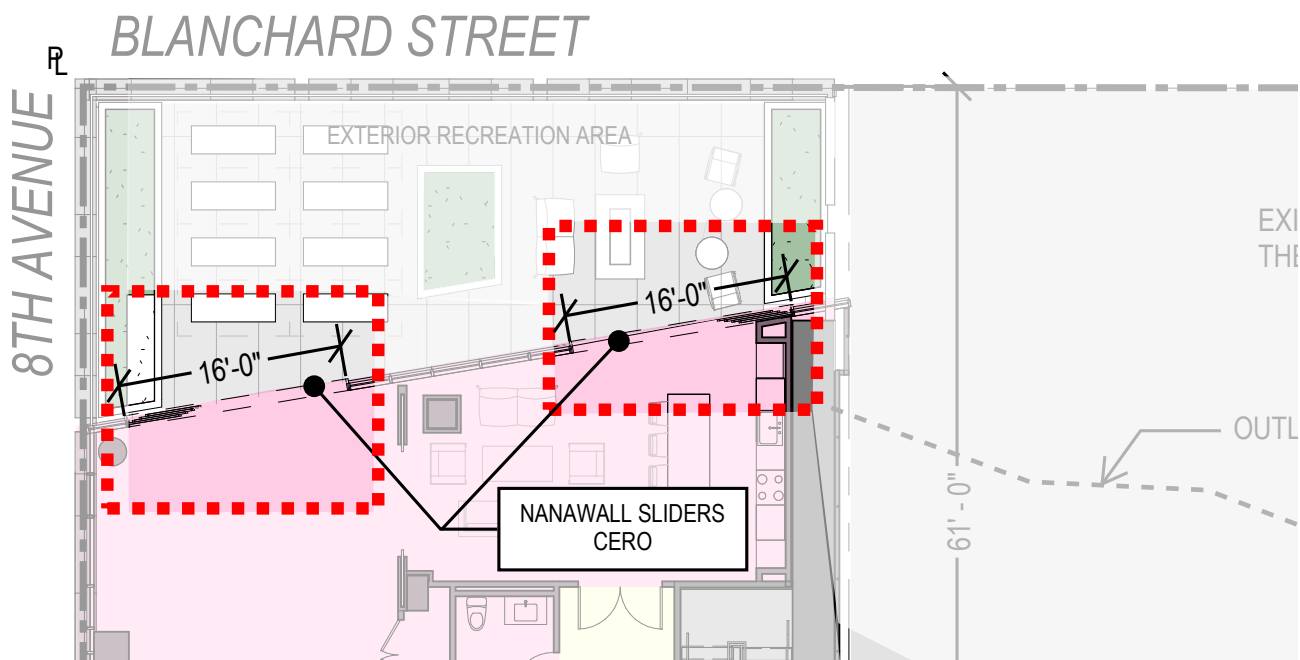 BLANCHARD STREET
PL
8TH AVENUE
EXTERIOR RECREATION AREA
EXI
THE
16'-0"
16'-0"
OUTL
61' - 0"
NANAWALL SLIDERS
CERO